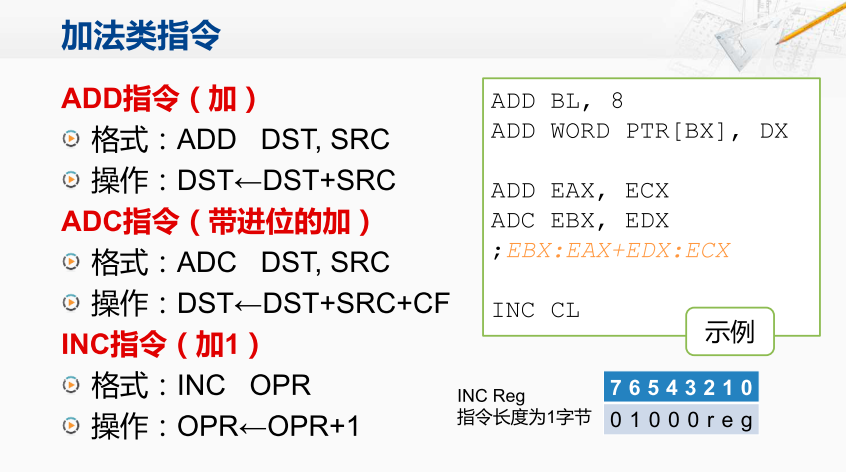 加法类指令
ADD指令（加）
格式：ADD DST, SRC
操作：DST←DST+SRC
ADC指令（带进位的加）
格式：ADC DST, SRC
操作：DST←DST+SRC+CF
INC指令（加1）
格式：INC OPR
操作：OPR←OPR+1
ADD BL, 8
ADD WORD PTR[BX], DX
ADD EAX, ECX
ADC EBX, EDX
;EBX:EAX+EDX:ECX
INC CL
示例
INC Reg
指令长度为1字节
7 6 5 4 3 2 1 0
0 1 0 0 0 r e g